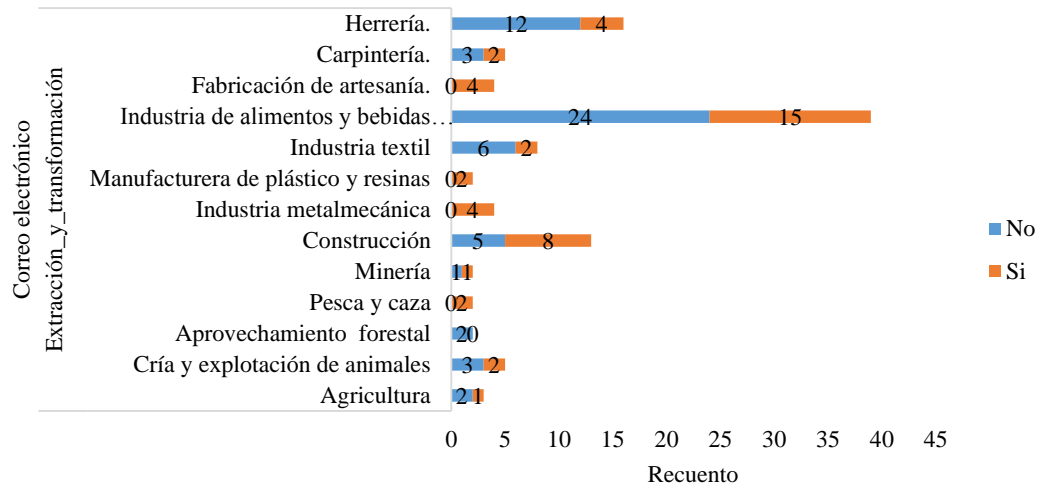 Correo electrónico
Extracción_y_transformación
Herrería. 12 4
Carpintería. 3 2
Fabricación de artesanía. 0 4
Industria de alimentos y bebidas… 24 15
Industria textil 6 2
Manufacturera de plástico y resinas 0 2
Industria metalmecánica 0 4
Construcción 5 8
Minería 1 1
Pesca y caza 0 2
Aprovechamiento  forestal 2 0
Cría y explotación de animales 3 2
Agricultura 2 1
0 5 10 15 20 25 30 35 40 45
Recuento
No
Si